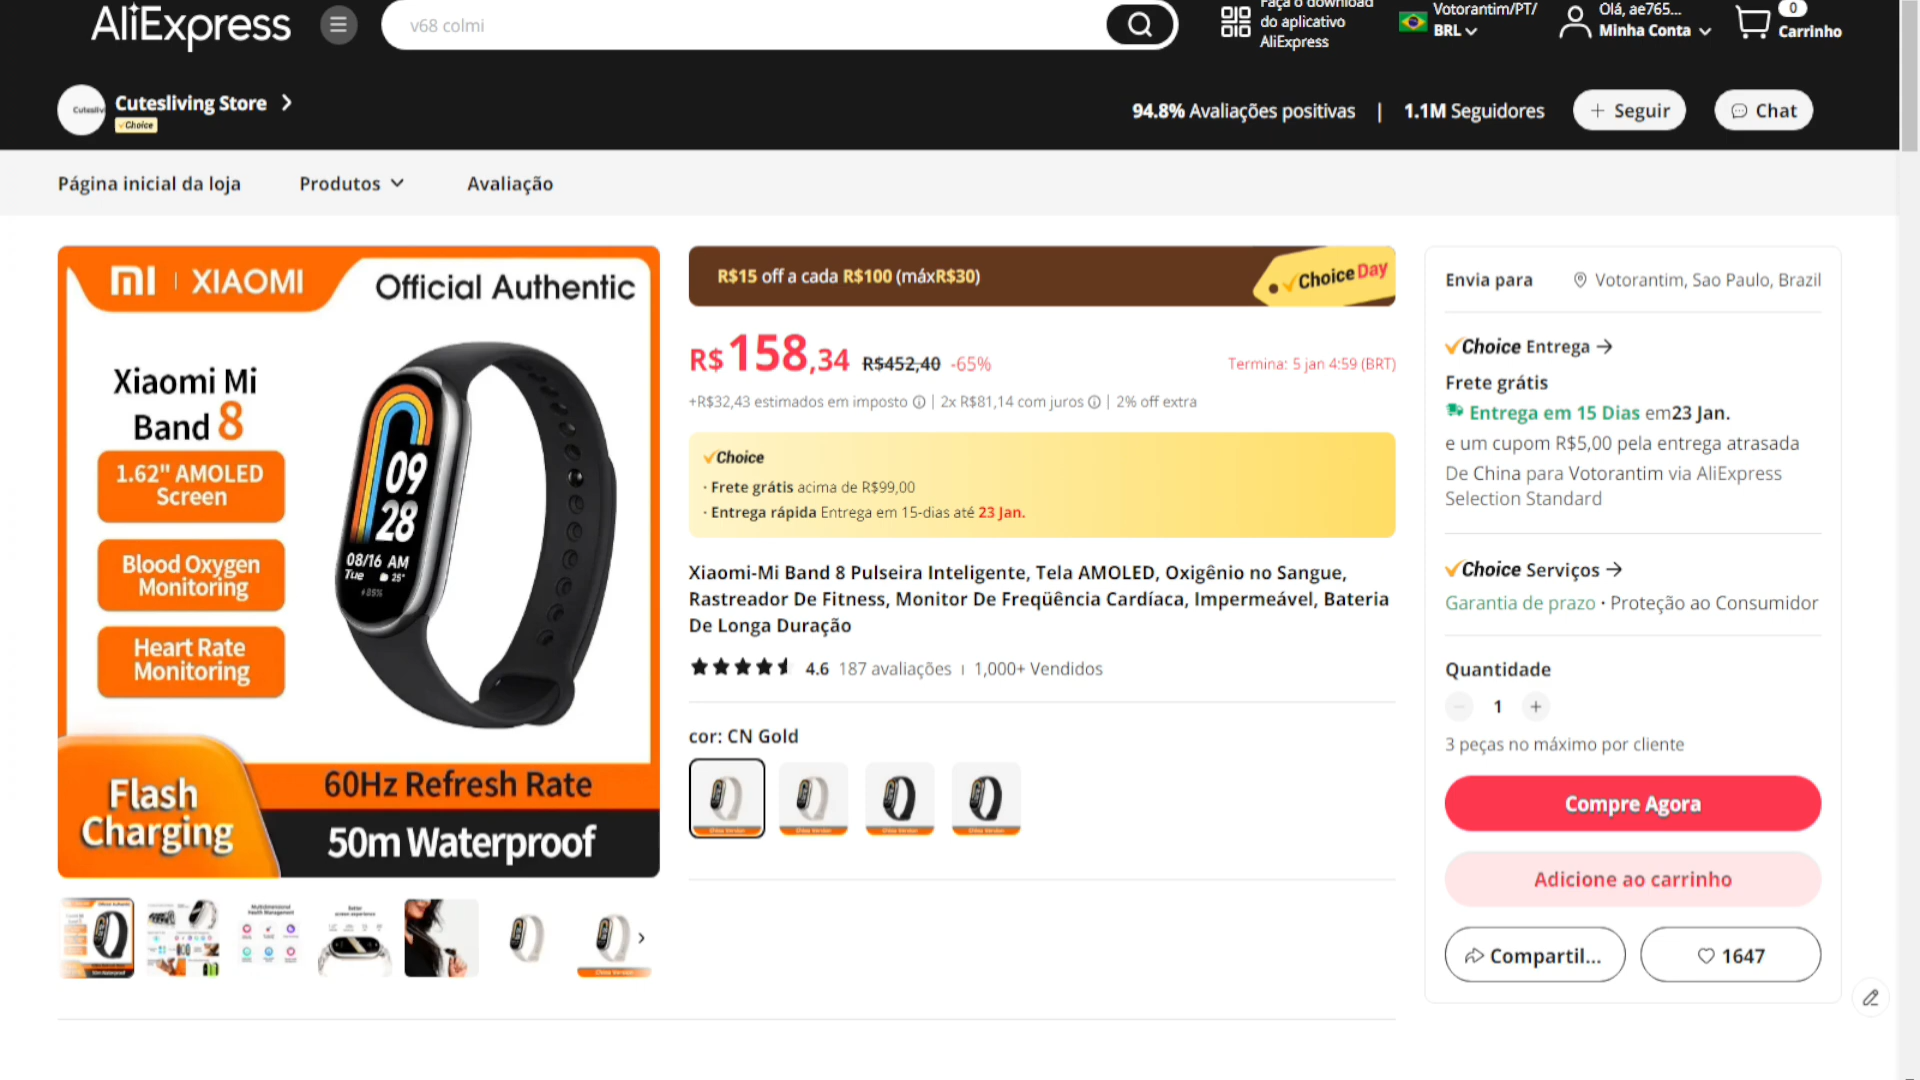 AliExpress
v68 colmi
Faça o download
do aplicativo
AliExpress
Votorantim/PT/
BRL
Olá, ae765...
Minha Conta
0
Carrinho
Cutesliving Store
Choice
94.8% Avaliações positivas | 1.1M Seguidores
+ Seguir
Chat
Página inicial da loja
Produtos
Avaliação
XIAOMI
Official Authentic
Xiaomi Mi
Band 8
1.62" AMOLED
Screen
Blood Oxygen
Monitoring
Heart Rate
Monitoring
09
28
08/16 AM
Tue 25°
Flash
Charging
60Hz Refresh Rate
50m Waterproof
R$15 off a cada R$100 (máxR$30)
Choice Day
R$158,34 R$452,40 -65%
Termina: 5 jan 4:59 (BRT)
+R$32,43 estimados em imposto | 2x R$81,14 com juros | 2% off extra
Choice
· Frete grátis acima de R$99,00
· Entrega rápida Entrega em 15-dias até 23 Jan.
Xiaomi-Mi Band 8 Pulseira Inteligente, Tela AMOLED, Oxigênio no Sangue,
Rastreador De Fitness, Monitor De Freqüência Cardíaca, Impermeável, Bateria
De Longa Duração
4.6 187 avaliações | 1,000+ Vendidos
cor: CN Gold
Envia para
Votorantim, Sao Paulo, Brazil
Choice Entrega
Frete grátis
Entrega em 15 Dias em23 Jan.
e um cupom R$5,00 pela entrega atrasada
De China para Votorantim via AliExpress
Selection Standard
Choice Serviços
Garantia de prazo · Proteção ao Consumidor
Quantidade
− 1 +
3 peças no máximo por cliente
Compre Agora
Adicione ao carrinho
Compartil...
1647